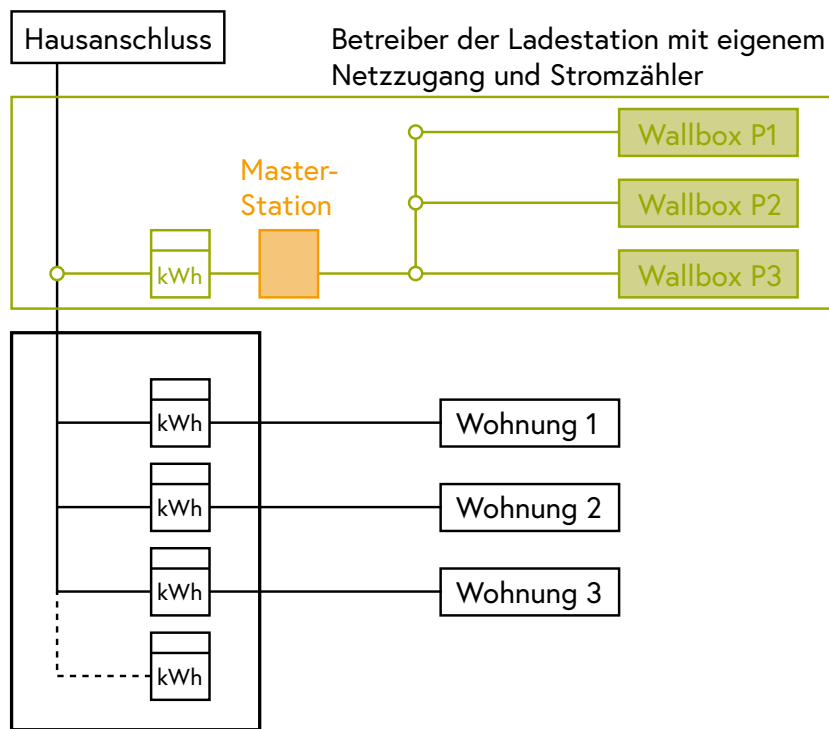 Hausanschluss
Betreiber der Ladestation mit eigenem
Netzzugang und Stromzähler
Wallbox P1
Master-
Station
Wallbox P2
kWh
Wallbox P3
kWh
Wohnung 1
kWh
Wohnung 2
kWh
Wohnung 3
kWh